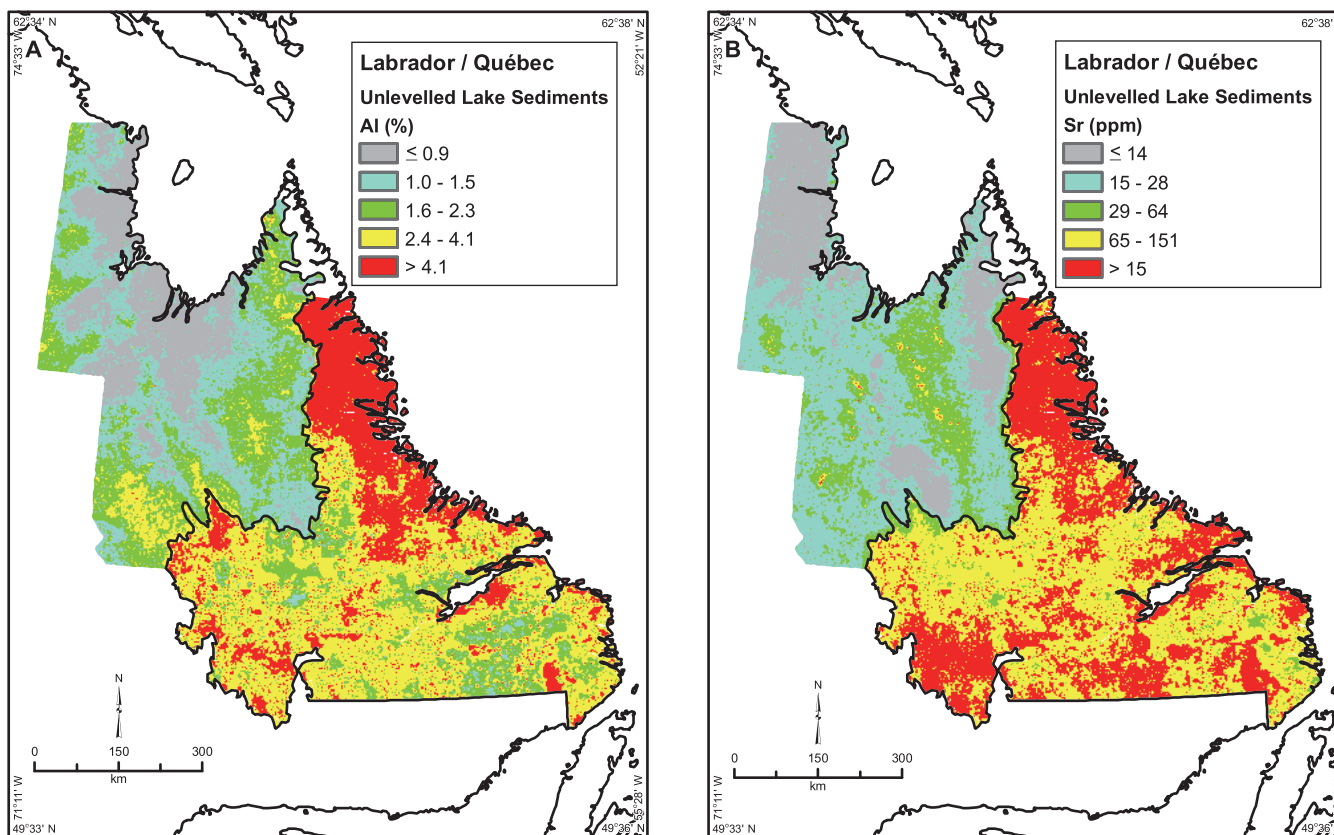 62°34' N
62°38' N
74°33' W
A
52°21' W
Labrador / Québec
Unlevelled Lake Sediments
Al (%)
≤ 0.9
1.0 - 1.5
1.6 - 2.3
2.4 - 4.1
> 4.1
N
0 150 300
km
71°11' W
49°33' N
55°28' W
49°36' N
62°34' N
62°38' N
74°33' W
B
Labrador / Québec
Unlevelled Lake Sediments
Sr (ppm)
≤ 14
15 - 28
29 - 64
65 - 151
> 15
N
0 150 300
km
71°11' W
49°33' N
55°28' W
49°36' N